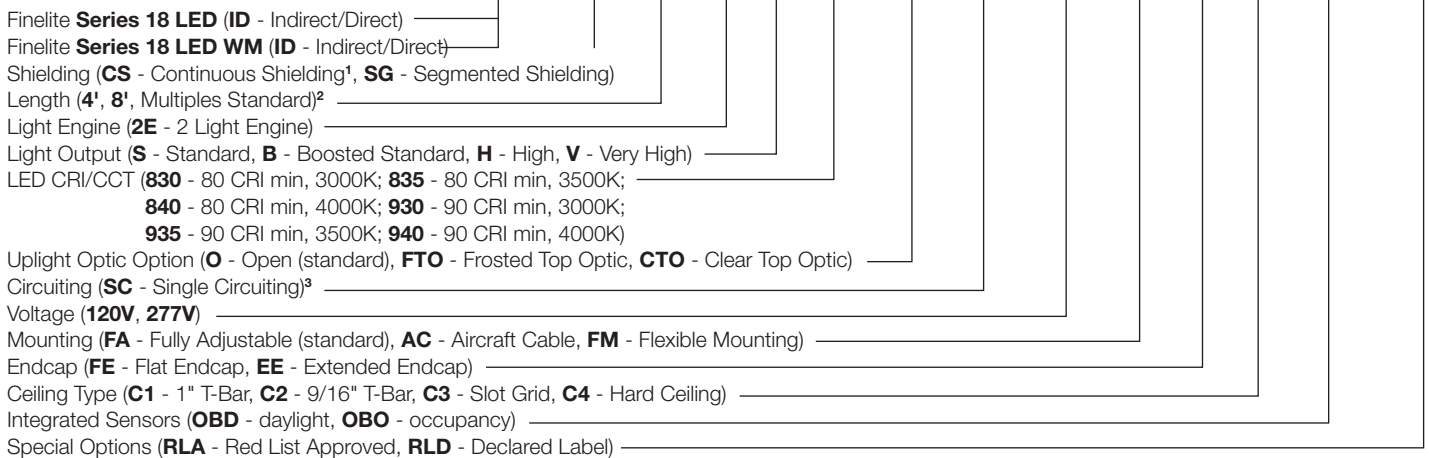 Finelite Series 18 LED (ID - Indirect/Direct)
Finelite Series 18 LED WM (ID - Indirect/Direct)
Shielding (CS - Continuous Shielding¹, SG - Segmented Shielding)
Length (4', 8', Multiples Standard)²
Light Engine (2E - 2 Light Engine)
Light Output (S - Standard, B - Boosted Standard, H - High, V - Very High)
LED CRI/CCT (830 - 80 CRI min, 3000K; 835 - 80 CRI min, 3500K;
840 - 80 CRI min, 4000K; 930 - 90 CRI min, 3000K;
935 - 90 CRI min, 3500K; 940 - 90 CRI min, 4000K)
Uplight Optic Option (O - Open (standard), FTO - Frosted Top Optic, CTO - Clear Top Optic)
Circuiting (SC - Single Circuiting)³
Voltage (120V, 277V)
Mounting (FA - Fully Adjustable (standard), AC - Aircraft Cable, FM - Flexible Mounting)
Endcap (FE - Flat Endcap, EE - Extended Endcap)
Ceiling Type (C1 - 1" T-Bar, C2 - 9/16" T-Bar, C3 - Slot Grid, C4 - Hard Ceiling)
Integrated Sensors (OBD - daylight, OBO - occupancy)
Special Options (RLA - Red List Approved, RLD - Declared Label)